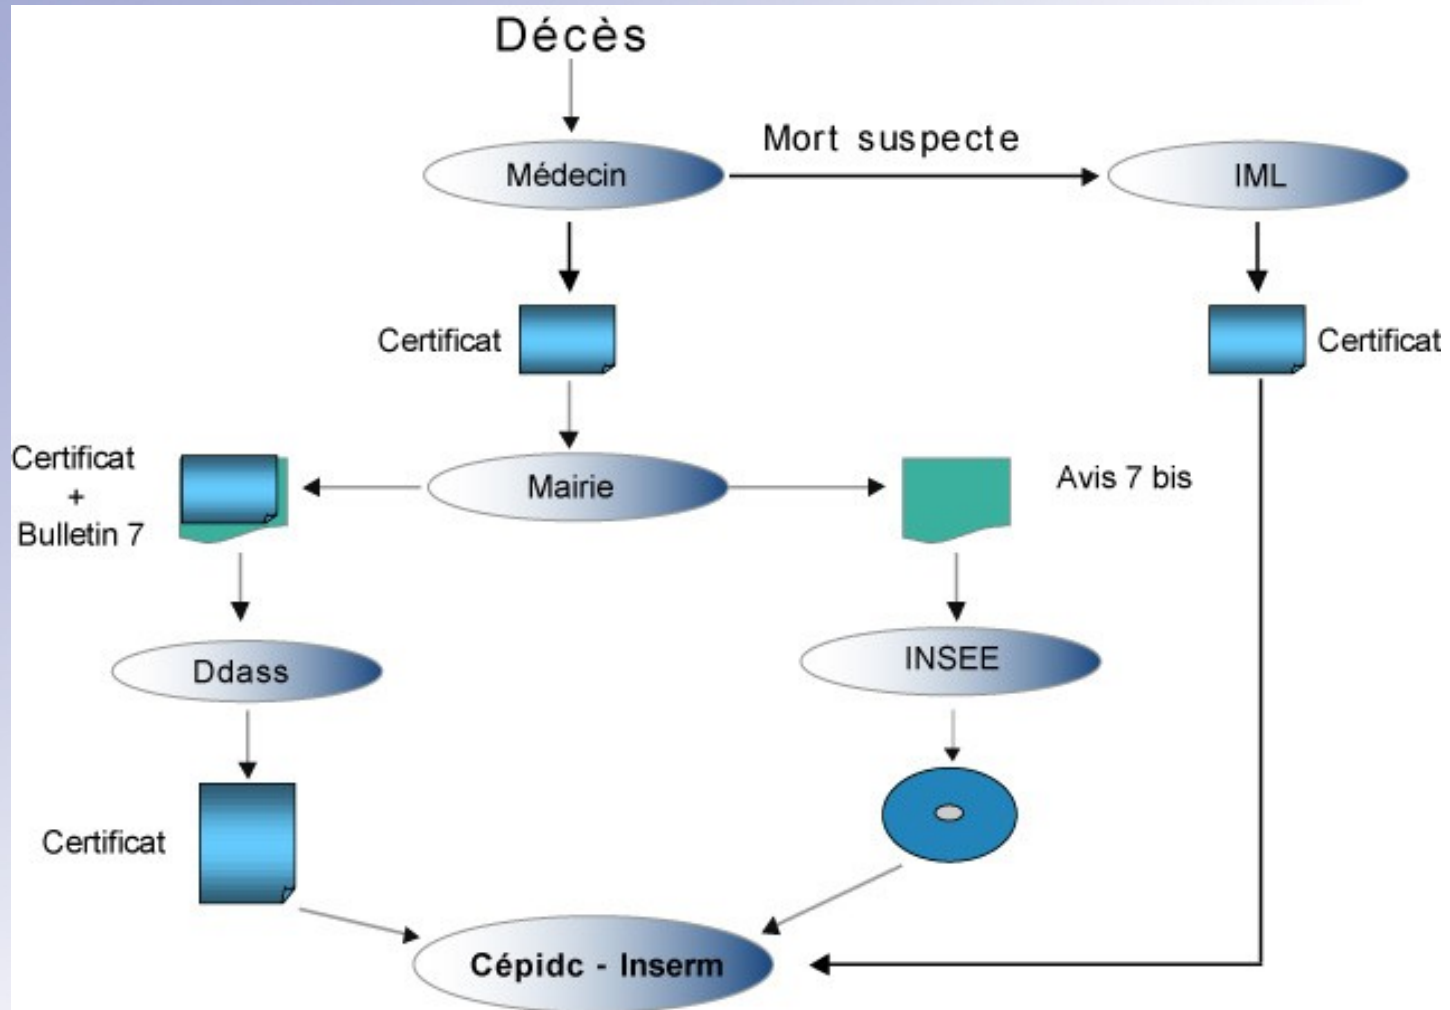 Décès
Mort suspecte
Médecin
IML
Certificat
Certificat
Certificat
+
Bulletin 7
Mairie
Avis 7 bis
Ddass
INSEE
Certificat
Cépidc - Inserm